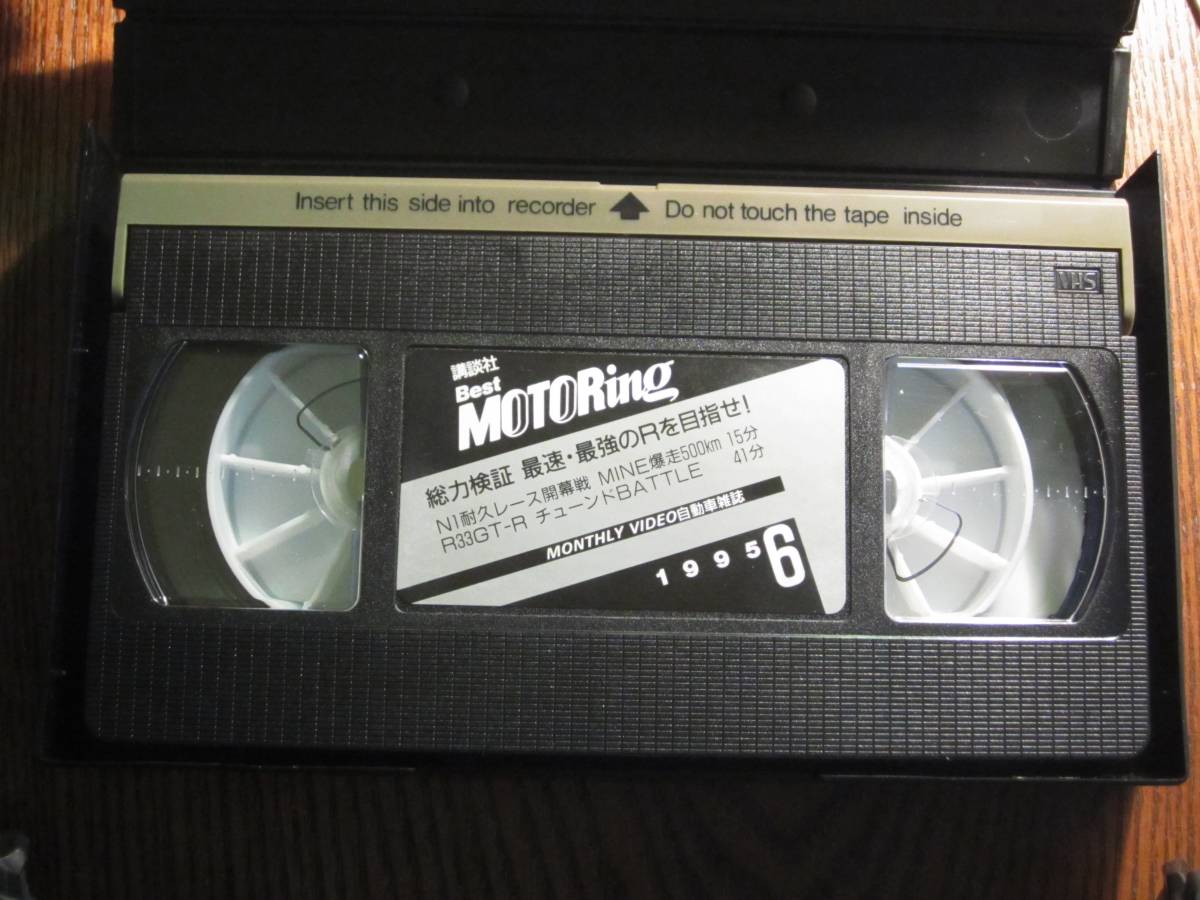 Insert this side into recorder Do not touch the tape inside
VHS
講談社
Best
MOTORing
総力検証 最速・最強のRを目指せ!
N1耐久レース開幕戦 MINE爆走500km 15分
R33GT-R チューンドBATTLE 41分
MONTHLY VIDEO自動車雑誌
1995 6